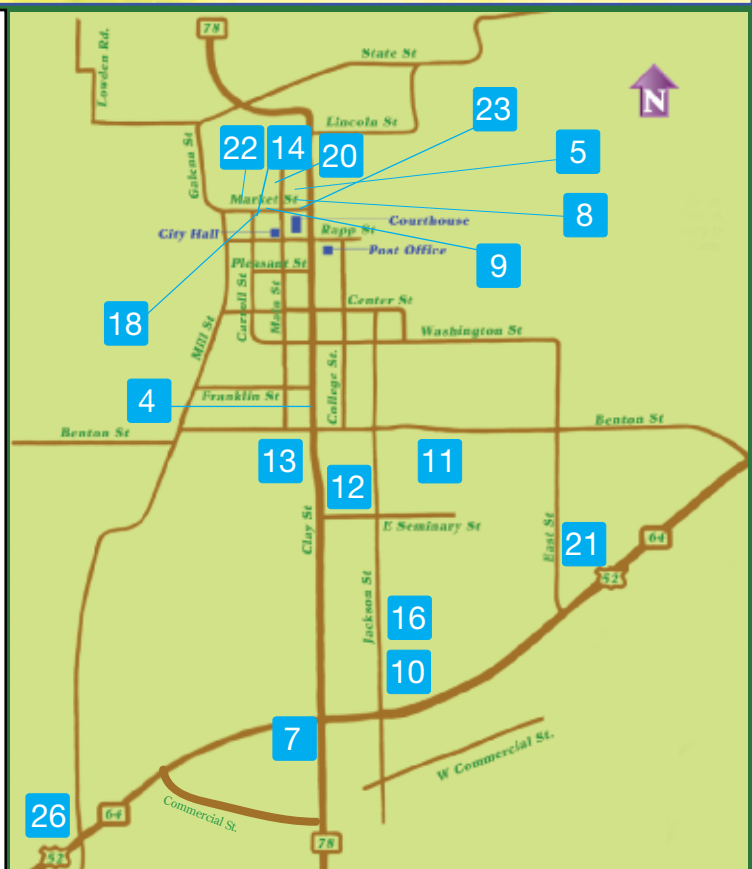 78
State St
Lowden Rd.
N
23
Lincoln St
22
14
20
5
Galena St
Market St
8
Courthouse
City Hall
Rapp St
Post Office
Pleasant St
9
Carroll St
Main St
Center St
18
Mill St
Washington St
College St.
4
Franklin St
Benton St
Benton St
13
12
11
Clay St
E Seminary St
East St
21
64
52
Jackson St
16
10
7
W Commercial St.
Commercial St.
26
64
52
78